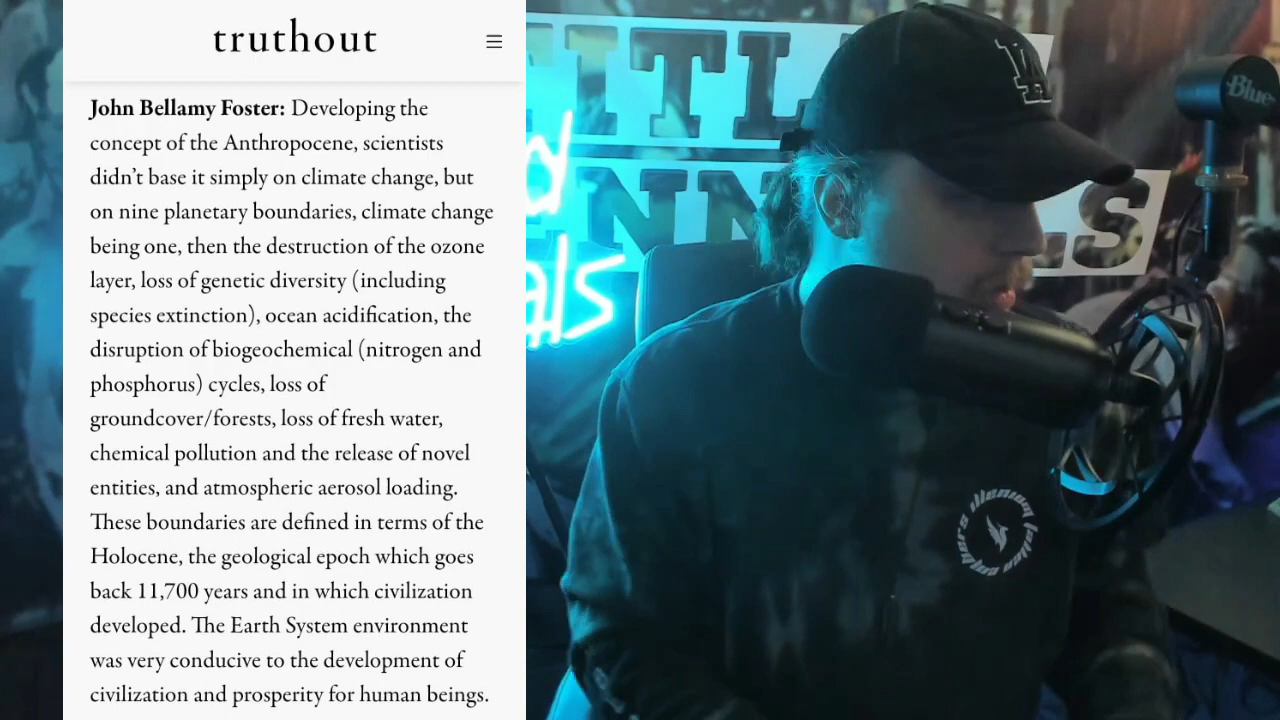 truthout
John Bellamy Foster: Developing the
concept of the Anthropocene, scientists
didn’t base it simply on climate change, but
on nine planetary boundaries, climate change
being one, then the destruction of the ozone
layer, loss of genetic diversity (including
species extinction), ocean acidification, the
disruption of biogeochemical (nitrogen and
phosphorus) cycles, loss of
groundcover/forests, loss of fresh water,
chemical pollution and the release of novel
entities, and atmospheric aerosol loading.
These boundaries are defined in terms of the
Holocene, the geological epoch which goes
back 11,700 years and in which civilization
developed. The Earth System environment
was very conducive to the development of
civilization and prosperity for human beings.
LA
Blue